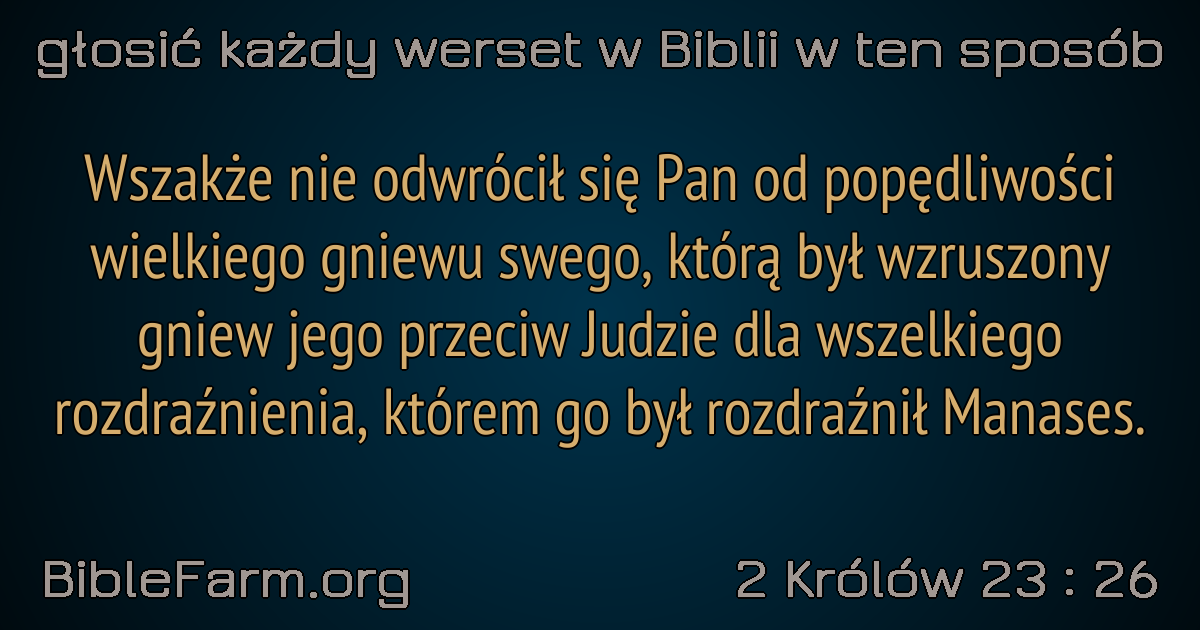 głosić każdy werset w Biblii w ten sposób
Wszakże nie odwrócił się Pan od popędliwości
wielkiego gniewu swego, którą był wzruszony
gniew jego przeciw Judzie dla wszelkiego
rozdraźnienia, którem go był rozdraźnił Manases.
BibleFarm.org
2 Królów 23 : 26